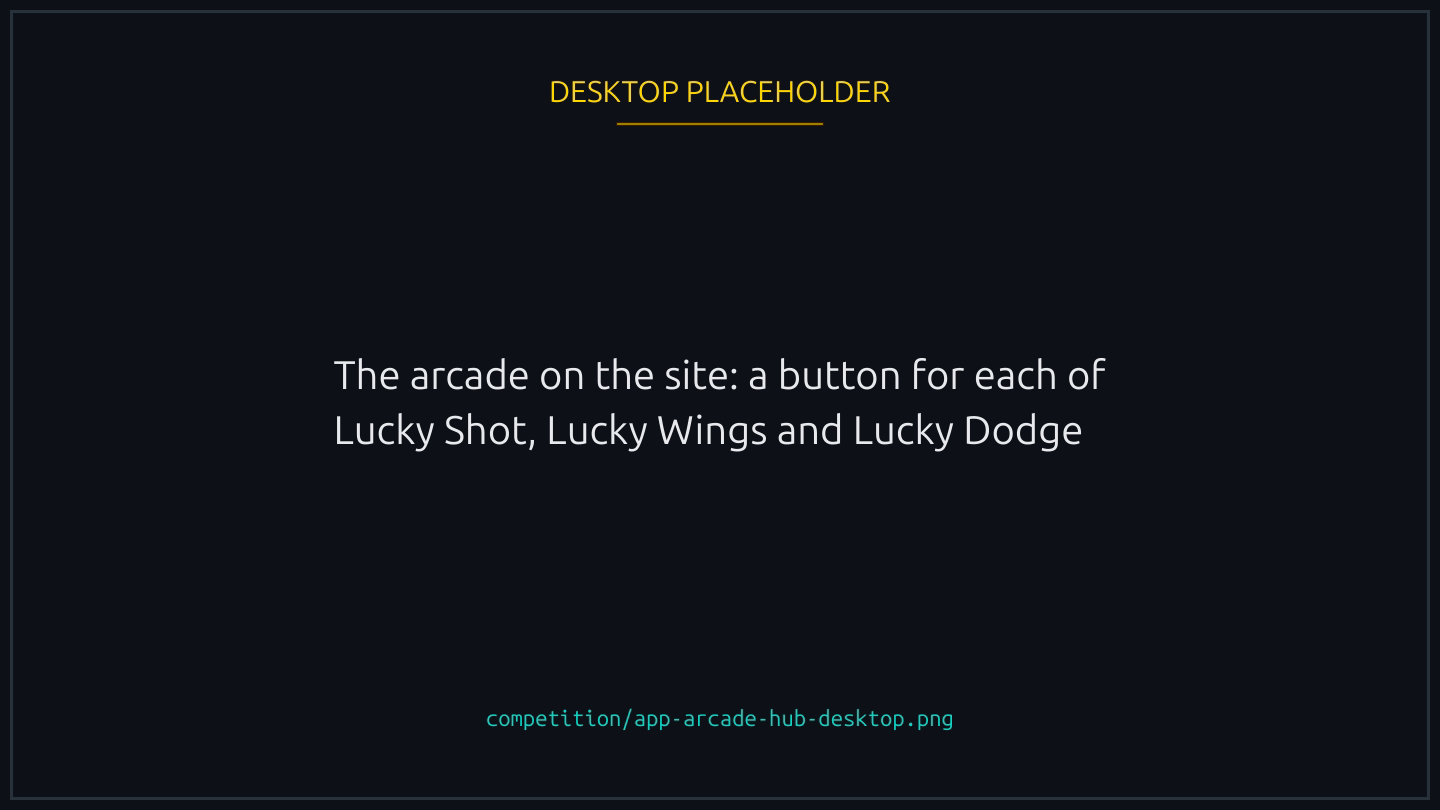 DESKTOP PLACEHOLDER
The arcade on the site: a button for each of
Lucky Shot, Lucky Wings and Lucky Dodge
competition/app-arcade-hub-desktop.png